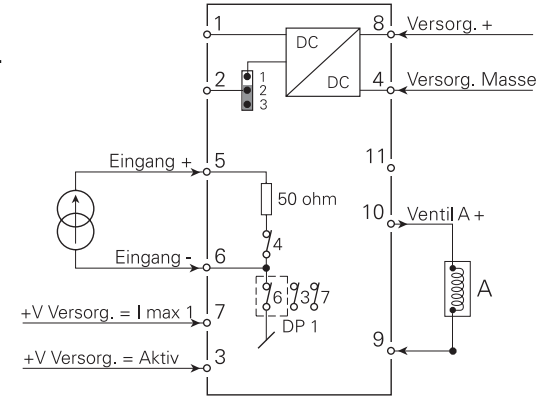 1
8
Versorg. +
DC
DC
2
1
2
3
4
Versorg. Masse
Eingang +
5
11
50 ohm
10
Ventil A +
4
Eingang -
6
6
3
7
A
DP 1
+V Versorg. = I max 1
7
9
+V Versorg. = Aktiv
3